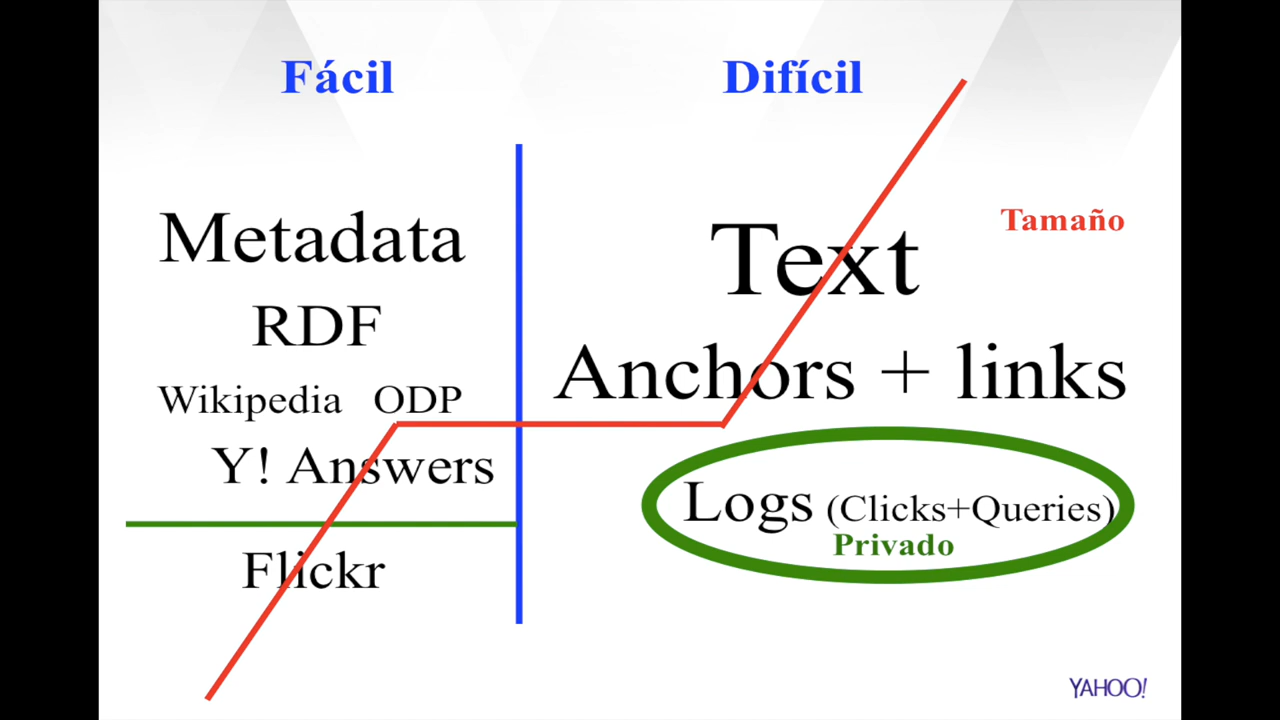 Fácil
Difícil
Metadata
RDF
Wikipedia ODP
Y! Answers
Flickr
Tamaño
Text
Anchors + links
Logs (Clicks+Queries)
Privado
YAHOO!